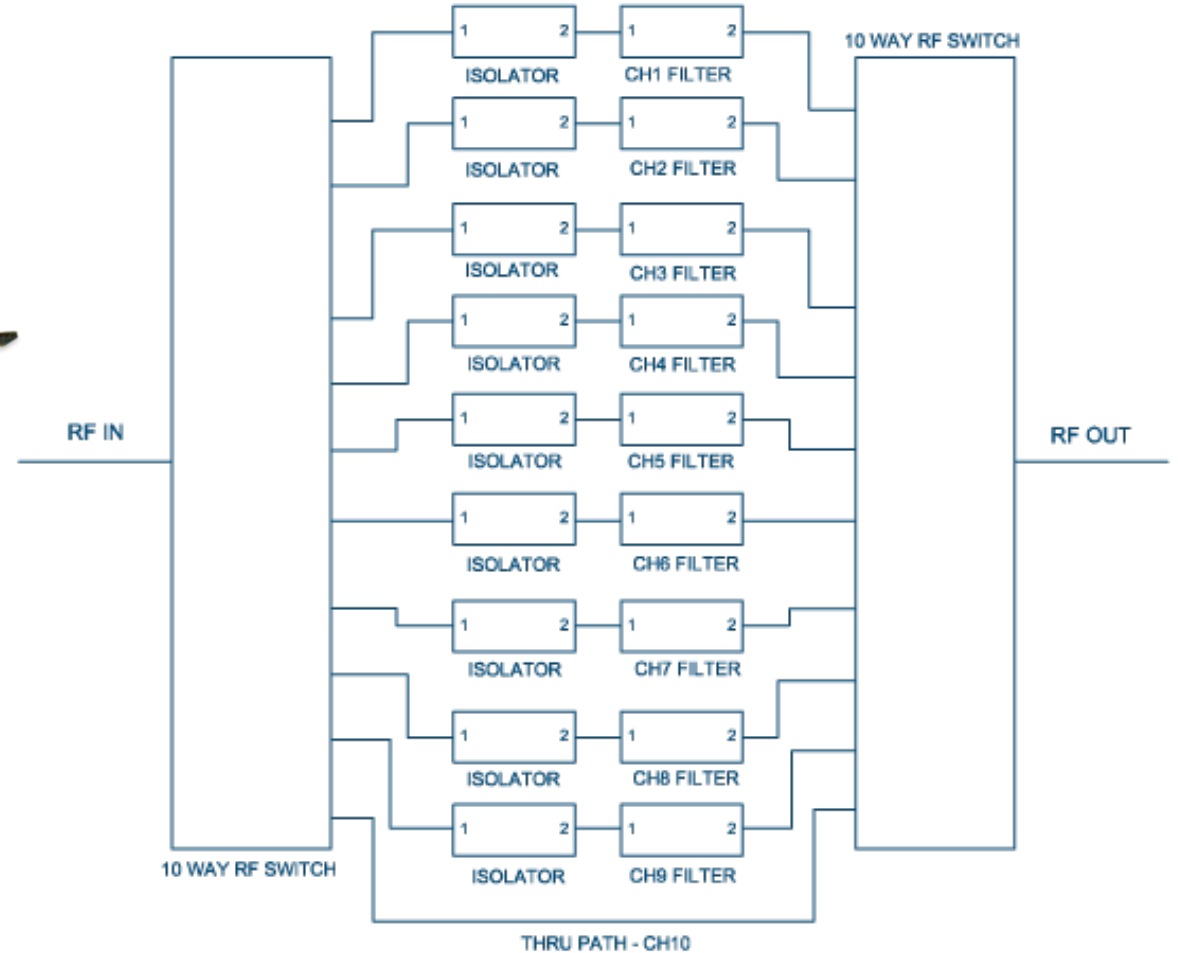 10 WAY RF SWITCH
1 2 1 2
ISOLATOR CH1 FILTER
1 2 1 2
ISOLATOR CH2 FILTER
1 2 1 2
ISOLATOR CH3 FILTER
1 2 1 2
ISOLATOR CH4 FILTER
RF IN
1 2 1 2
RF OUT
ISOLATOR CH5 FILTER
1 2 1 2
ISOLATOR CH6 FILTER
1 2 1 2
ISOLATOR CH7 FILTER
1 2 1 2
ISOLATOR CH8 FILTER
1 2 1 2
10 WAY RF SWITCH
ISOLATOR CH9 FILTER
THRU PATH - CH10